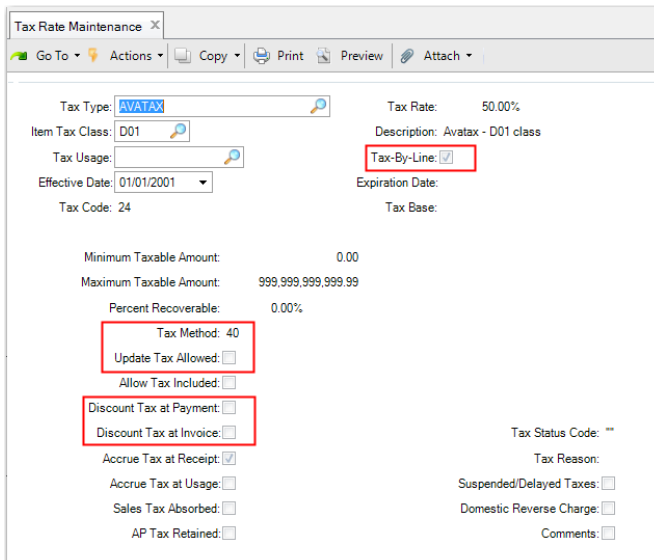 Tax Rate Maintenance X
Go To Actions Copy Print Preview Attach
Tax Type: AVATAX Tax Rate: 50.00%
Item Tax Class: D01 Description: Avatax - D01 class
Tax Usage: Tax-By-Line:
Effective Date: 01/01/2001 Expiration Date:
Tax Code: 24 Tax Base:
Minimum Taxable Amount: 0.00
Maximum Taxable Amount: 999,999,999,999.99
Percent Recoverable: 0.00%
Tax Method: 40
Update Tax Allowed:
Allow Tax Included:
Discount Tax at Payment:
Discount Tax at Invoice: Tax Status Code: **
Accrue Tax at Receipt: Tax Reason:
Accrue Tax at Usage: Suspended/Delayed Taxes:
Sales Tax Absorbed: Domestic Reverse Charge:
AP Tax Retained: Comments: